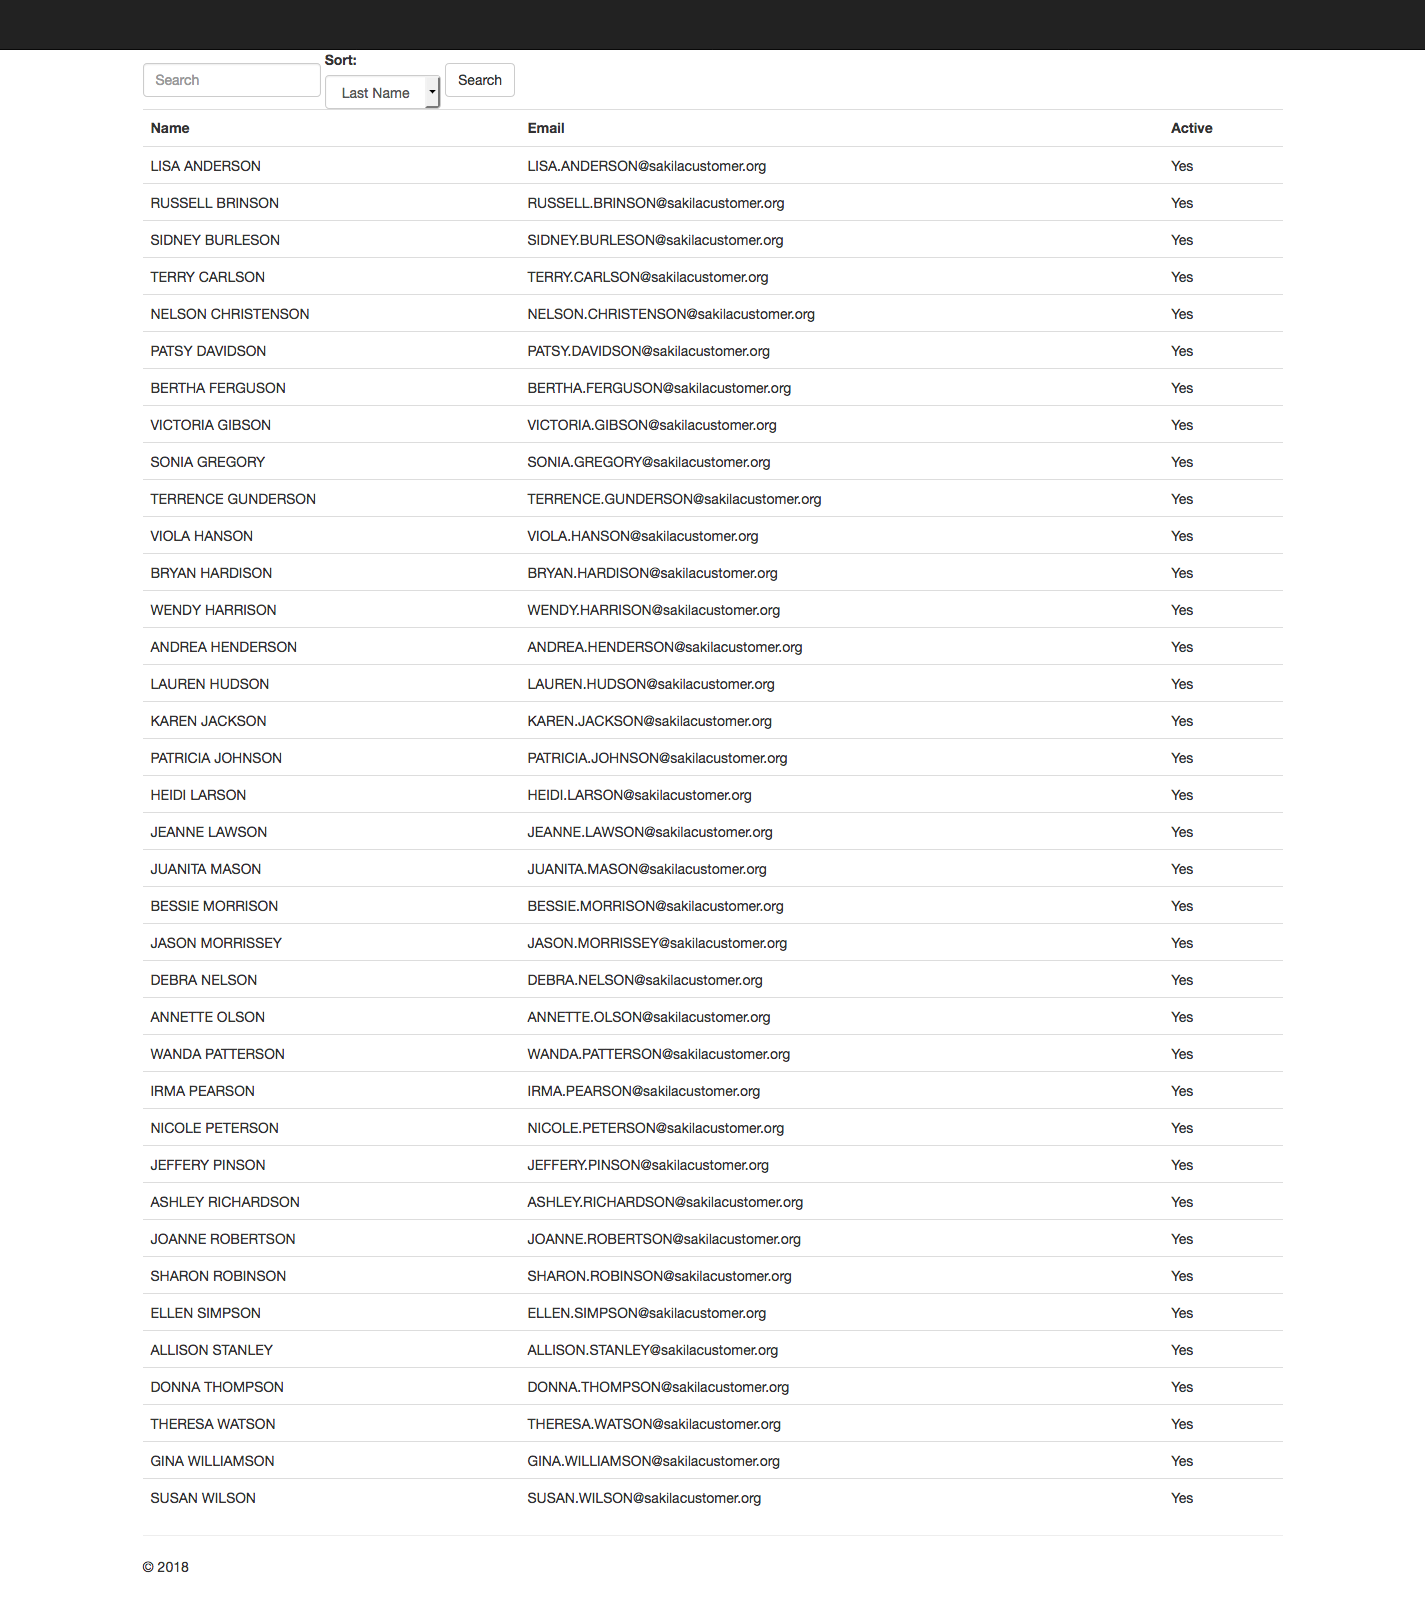 Sort:
Search Last Name Search
Name Email Active
LISA ANDERSON LISA.ANDERSON@sakilacustomer.org Yes
RUSSELL BRINSON RUSSELL.BRINSON@sakilacustomer.org Yes
SIDNEY BURLESON SIDNEY.BURLESON@sakilacustomer.org Yes
TERRY CARLSON TERRY.CARLSON@sakilacustomer.org Yes
NELSON CHRISTENSON NELSON.CHRISTENSON@sakilacustomer.org Yes
PATSY DAVIDSON PATSY.DAVIDSON@sakilacustomer.org Yes
BERTHA FERGUSON BERTHA.FERGUSON@sakilacustomer.org Yes
VICTORIA GIBSON VICTORIA.GIBSON@sakilacustomer.org Yes
SONIA GREGORY SONIA.GREGORY@sakilacustomer.org Yes
TERRENCE GUNDERSON TERRENCE.GUNDERSON@sakilacustomer.org Yes
VIOLA HANSON VIOLA.HANSON@sakilacustomer.org Yes
BRYAN HARDISON BRYAN.HARDISON@sakilacustomer.org Yes
WENDY HARRISON WENDY.HARRISON@sakilacustomer.org Yes
ANDREA HENDERSON ANDREA.HENDERSON@sakilacustomer.org Yes
LAUREN HUDSON LAUREN.HUDSON@sakilacustomer.org Yes
KAREN JACKSON KAREN.JACKSON@sakilacustomer.org Yes
PATRICIA JOHNSON PATRICIA.JOHNSON@sakilacustomer.org Yes
HEIDI LARSON HEIDI.LARSON@sakilacustomer.org Yes
JEANNE LAWSON JEANNE.LAWSON@sakilacustomer.org Yes
JUANITA MASON JUANITA.MASON@sakilacustomer.org Yes
BESSIE MORRISON BESSIE.MORRISON@sakilacustomer.org Yes
JASON MORRISSEY JASON.MORRISSEY@sakilacustomer.org Yes
DEBRA NELSON DEBRA.NELSON@sakilacustomer.org Yes
ANNETTE OLSON ANNETTE.OLSON@sakilacustomer.org Yes
WANDA PATTERSON WANDA.PATTERSON@sakilacustomer.org Yes
IRMA PEARSON IRMA.PEARSON@sakilacustomer.org Yes
NICOLE PETERSON NICOLE.PETERSON@sakilacustomer.org Yes
JEFFERY PINSON JEFFERY.PINSON@sakilacustomer.org Yes
ASHLEY RICHARDSON ASHLEY.RICHARDSON@sakilacustomer.org Yes
JOANNE ROBERTSON JOANNE.ROBERTSON@sakilacustomer.org Yes
SHARON ROBINSON SHARON.ROBINSON@sakilacustomer.org Yes
ELLEN SIMPSON ELLEN.SIMPSON@sakilacustomer.org Yes
ALLISON STANLEY ALLISON.STANLEY@sakilacustomer.org Yes
DONNA THOMPSON DONNA.THOMPSON@sakilacustomer.org Yes
THERESA WATSON THERESA.WATSON@sakilacustomer.org Yes
GINA WILLIAMSON GINA.WILLIAMSON@sakilacustomer.org Yes
SUSAN WILSON SUSAN.WILSON@sakilacustomer.org Yes
© 2018